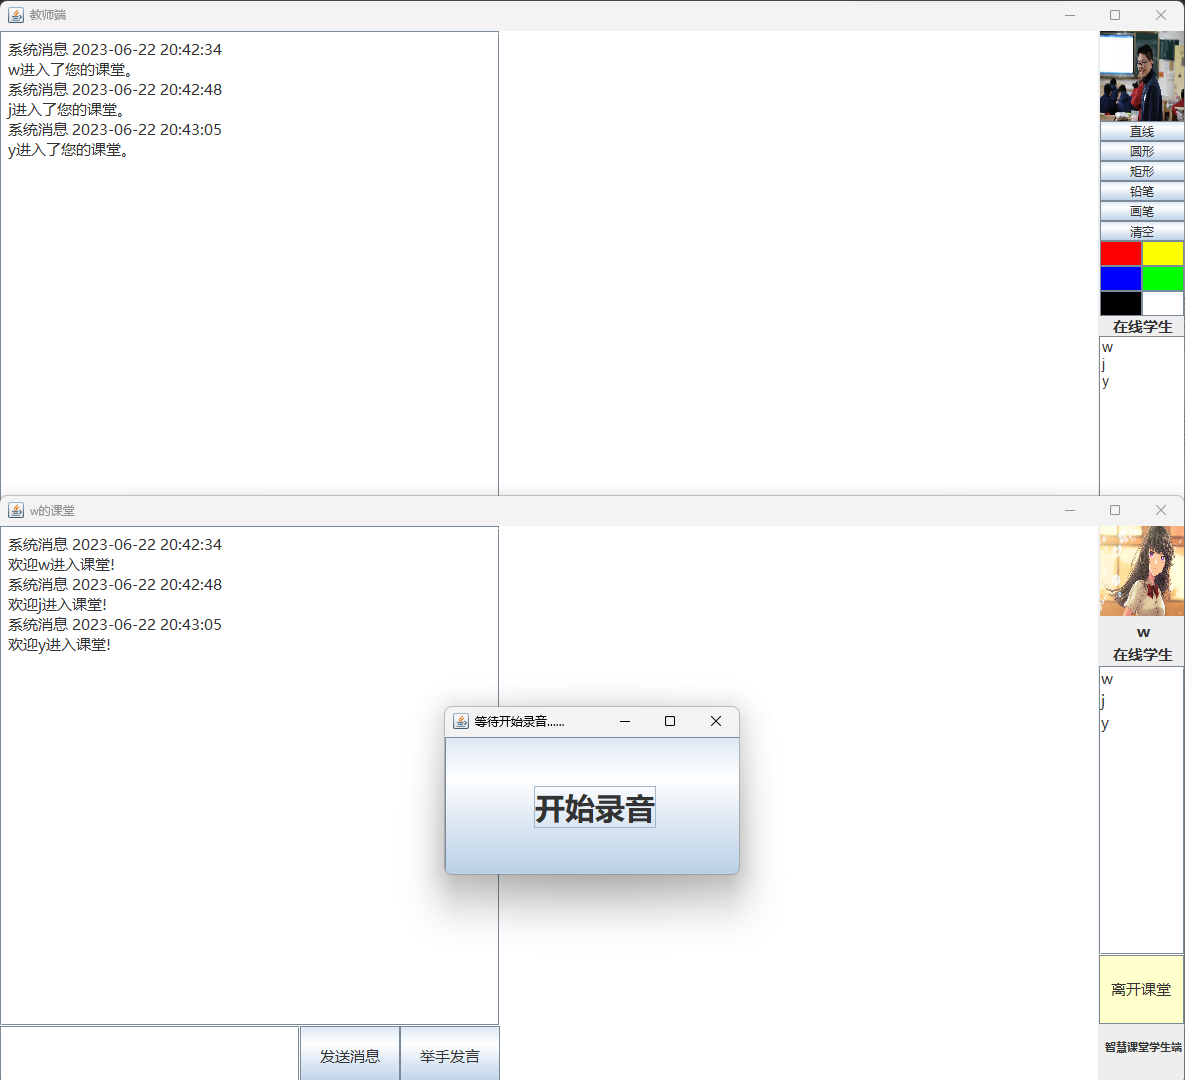 教师端
系统消息 2023-06-22 20:42:34
w进入了您的课堂。
系统消息 2023-06-22 20:42:48
j进入了您的课堂。
系统消息 2023-06-22 20:43:05
y进入了您的课堂。
直线
圆形
矩形
铅笔
画笔
清空
在线学生
w
j
y
w的课堂
系统消息 2023-06-22 20:42:34
欢迎w进入课堂!
系统消息 2023-06-22 20:42:48
欢迎j进入课堂!
系统消息 2023-06-22 20:43:05
欢迎y进入课堂!
w
在线学生
w
j
y
等待开始录音......
开始录音
离开课堂
发送消息
举手发言
智慧课堂学生端